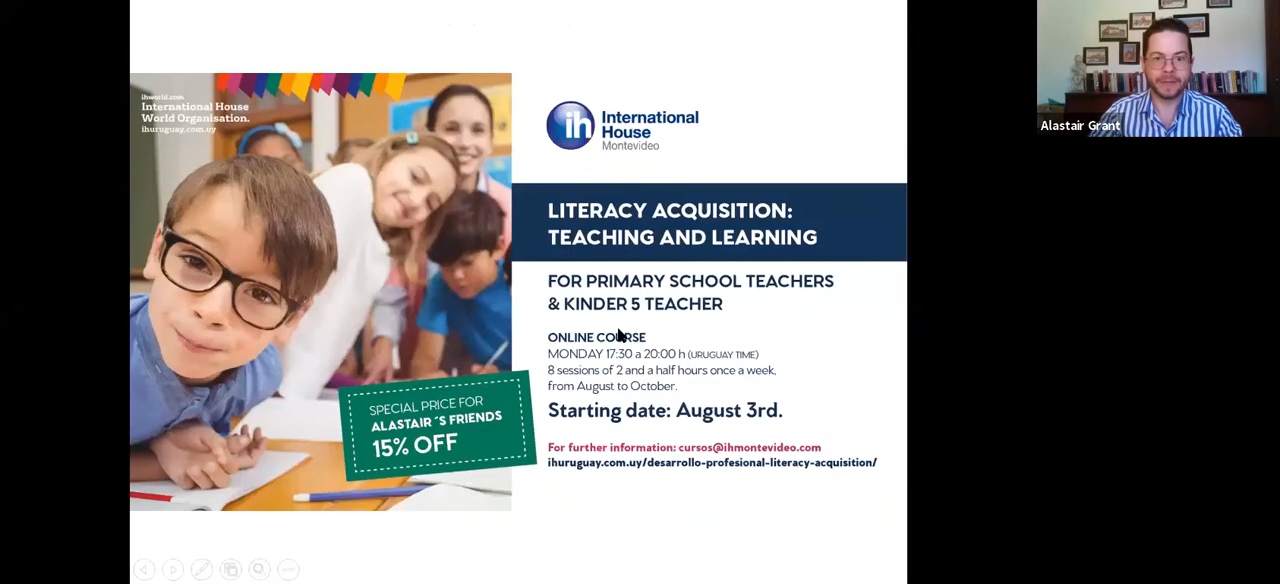 ihworld.com
International House
World Organisation.
ihuruguay.com.uy
ih
International
House
Montevideo
LITERACY ACQUISITION:
TEACHING AND LEARNING
FOR PRIMARY SCHOOL TEACHERS
& KINDER 5 TEACHER
ONLINE COURSE
MONDAY 17:30 a 20:00 h (URUGUAY TIME)
8 sessions of 2 and a half hours once a week,
from August to October.
Starting date: August 3rd.
SPECIAL PRICE FOR
ALASTAIR ´S FRIENDS
15% OFF
For further information: cursos@ihmontevideo.com
ihuruguay.com.uy/desarrollo-profesional-literacy-acquisition/
Alastair Grant